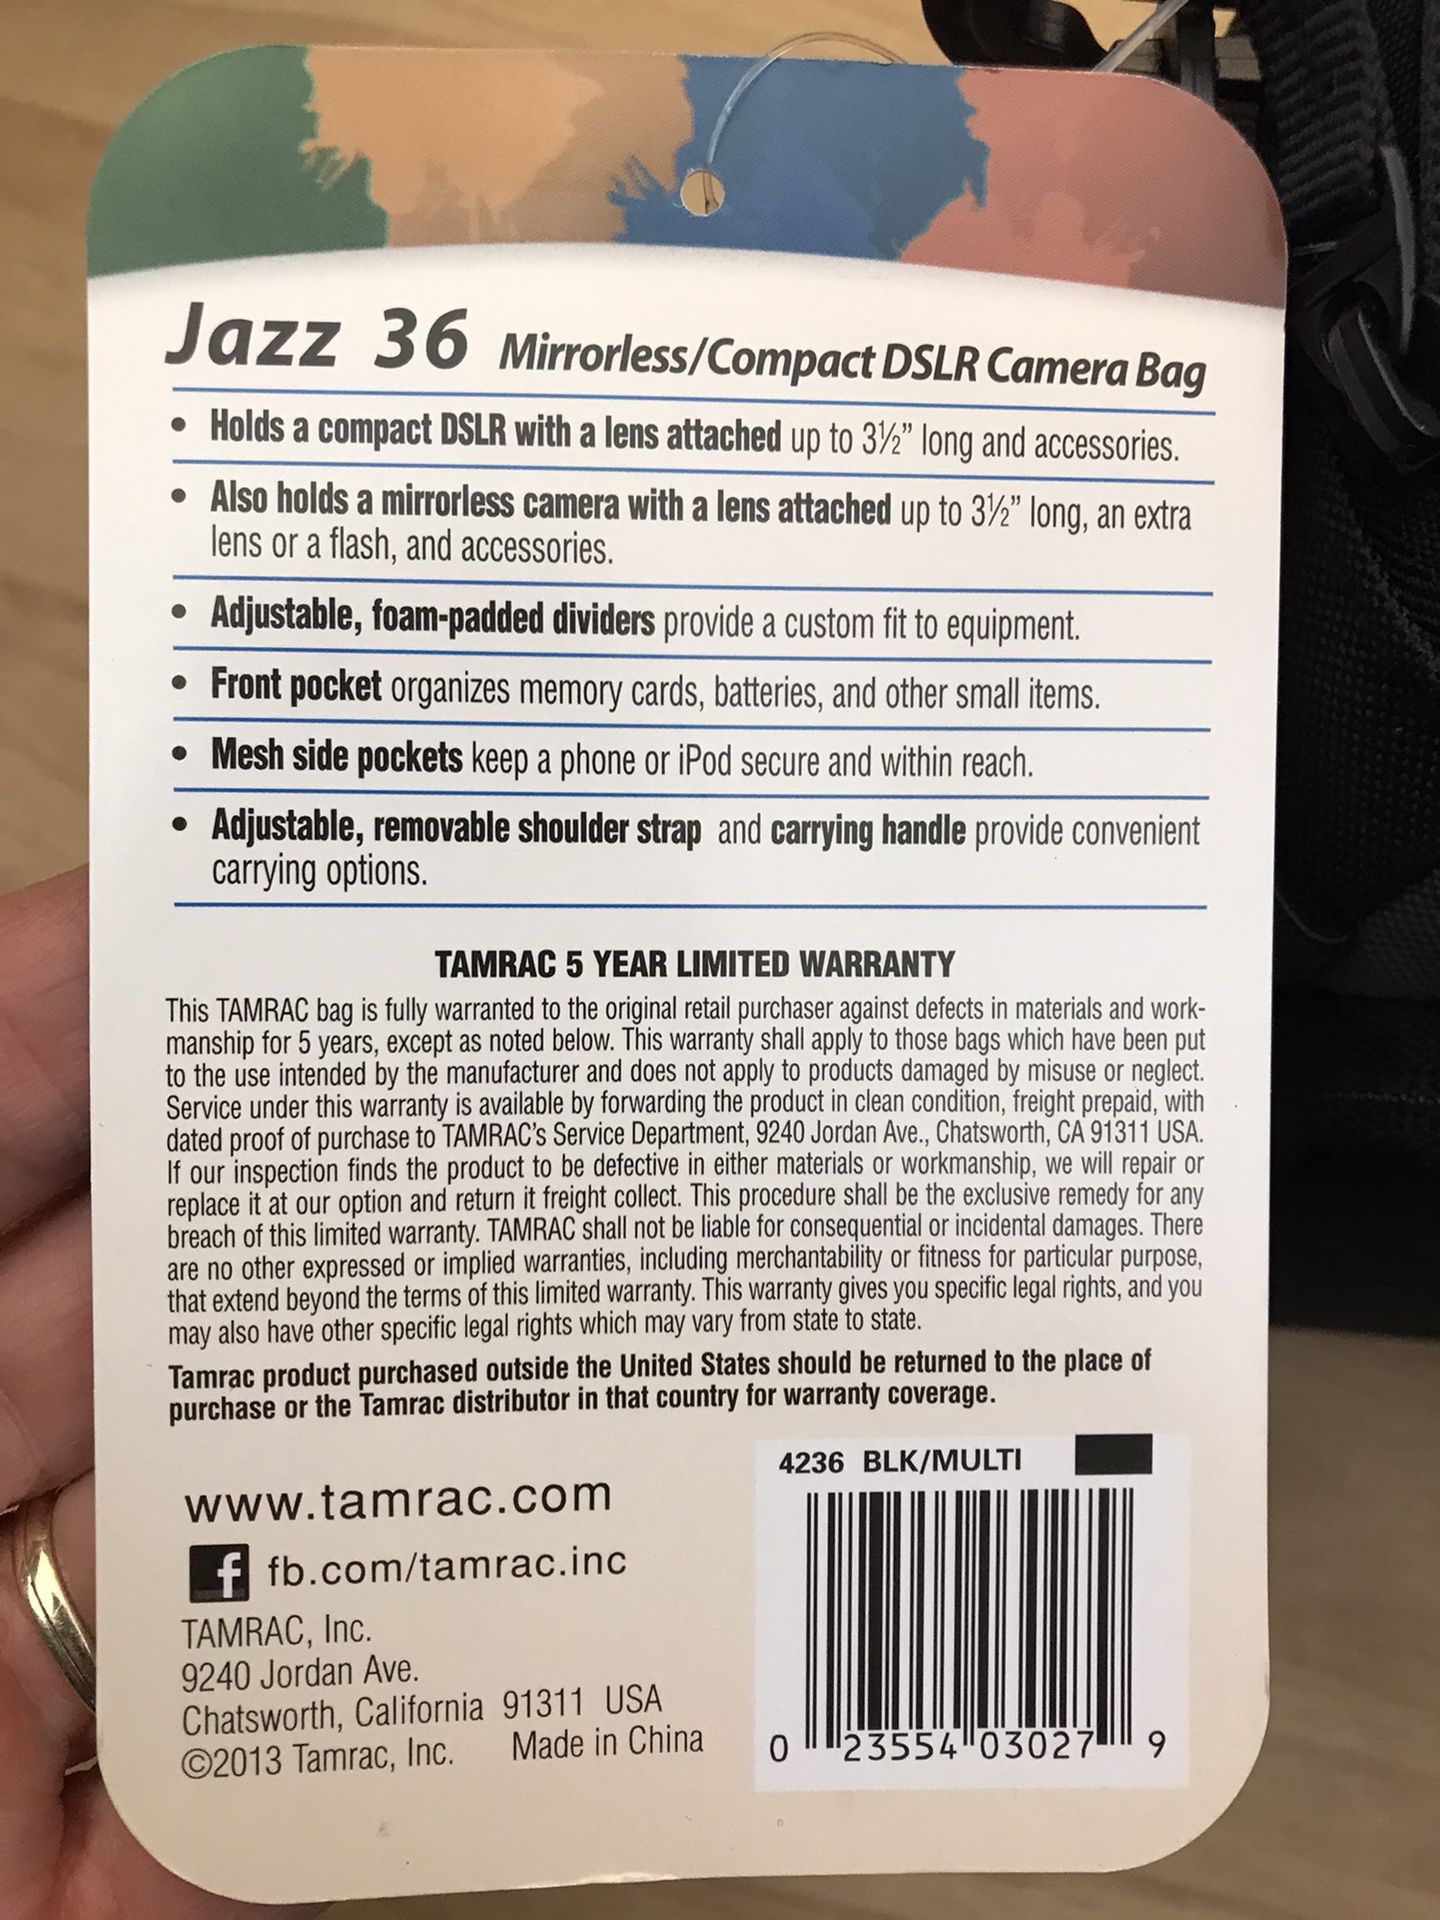 Jazz 36 Mirrorless/Compact DSLR Camera Bag
• Holds a compact DSLR with a lens attached up to 3½” long and accessories.
• Also holds a mirrorless camera with a lens attached up to 3½” long, an extra
lens or a flash, and accessories.
• Adjustable, foam-padded dividers provide a custom fit to equipment.
• Front pocket organizes memory cards, batteries, and other small items.
• Mesh side pockets keep a phone or iPod secure and within reach.
• Adjustable, removable shoulder strap and carrying handle provide convenient
carrying options.
TAMRAC 5 YEAR LIMITED WARRANTY
This TAMRAC bag is fully warranted to the original retail purchaser against defects in materials and work-
manship for 5 years, except as noted below. This warranty shall apply to those bags which have been put
to the use intended by the manufacturer and does not apply to products damaged by misuse or neglect.
Service under this warranty is available by forwarding the product in clean condition, freight prepaid, with
dated proof of purchase to TAMRAC's Service Department, 9240 Jordan Ave., Chatsworth, CA 91311 USA.
If our inspection finds the product to be defective in either materials or workmanship, we will repair or
replace it at our option and return it freight collect. This procedure shall be the exclusive remedy for any
breach of this limited warranty. TAMRAC shall not be liable for consequential or incidental damages. There
are no other expressed or implied warranties, including merchantability or fitness for particular purpose,
that extend beyond the terms of this limited warranty. This warranty gives you specific legal rights, and you
may also have other specific legal rights which may vary from state to state.
Tamrac product purchased outside the United States should be returned to the place of
purchase or the Tamrac distributor in that country for warranty coverage.
www.tamrac.com
f fb.com/tamrac.inc
TAMRAC, Inc.
9240 Jordan Ave.
Chatsworth, California 91311 USA
©2013 Tamrac, Inc. Made in China
4236 BLK/MULTI
0 23554 03027 9